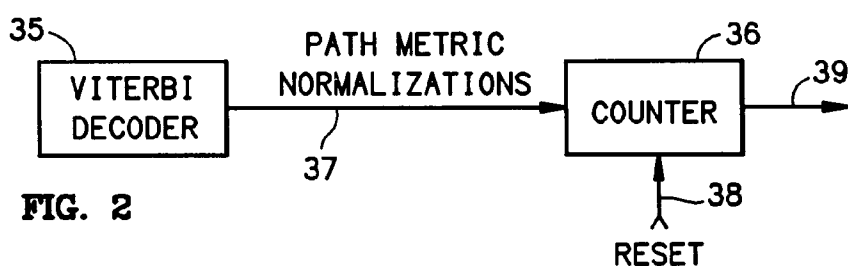 35
PATH METRIC
NORMALIZATIONS
36
39
VITERBI
DECODER
COUNTER
37
38
FIG. 2
RESET